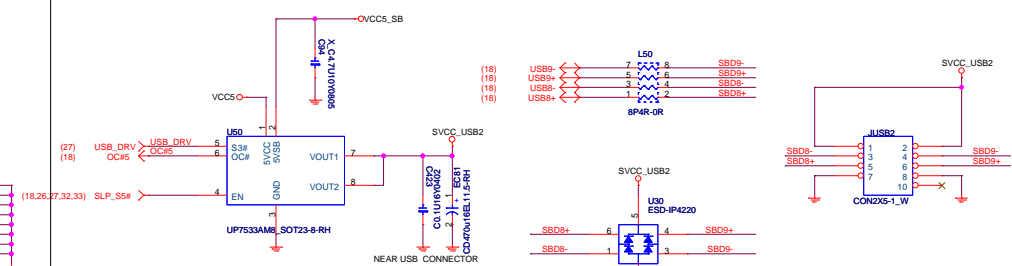 VCC5_SB
X_C4.7U10Y0805
C94
VCC5
U50
1
2
5VCC
5VSB
(27) USB_DRV USB_DRV 5 S3#
(18) OC#5 OC#5 6 OC#
VOUT1 7
VOUT2 8
(18,26,27,32,33) SLP_S5# 4 EN
GND
3
UP7533AM8_SOT23-8-RH
SVCC_USB2
C423
C0.1U16Y0402
EC81
1
+
2
CD470u16EL11.5-RH
NEAR USB CONNECTOR
L50
(18) USB9- 7 8 SBD9-
(18) USB9+ 5 6 SBD9+
(18) USB8- 3 4 SBD8-
(18) USB8+ 1 2 SBD8+
8P4R-0R
SVCC_USB2
U30
ESD-IP4220
5
SBD8+ 6 4 SBD9+
SBD8- 1 3 SBD9-
SVCC_USB2
JUSB2
1 2
SBD8- 3 4 SBD9-
SBD8+ 5 6 SBD9+
7 8
10
CON2X5-1_W